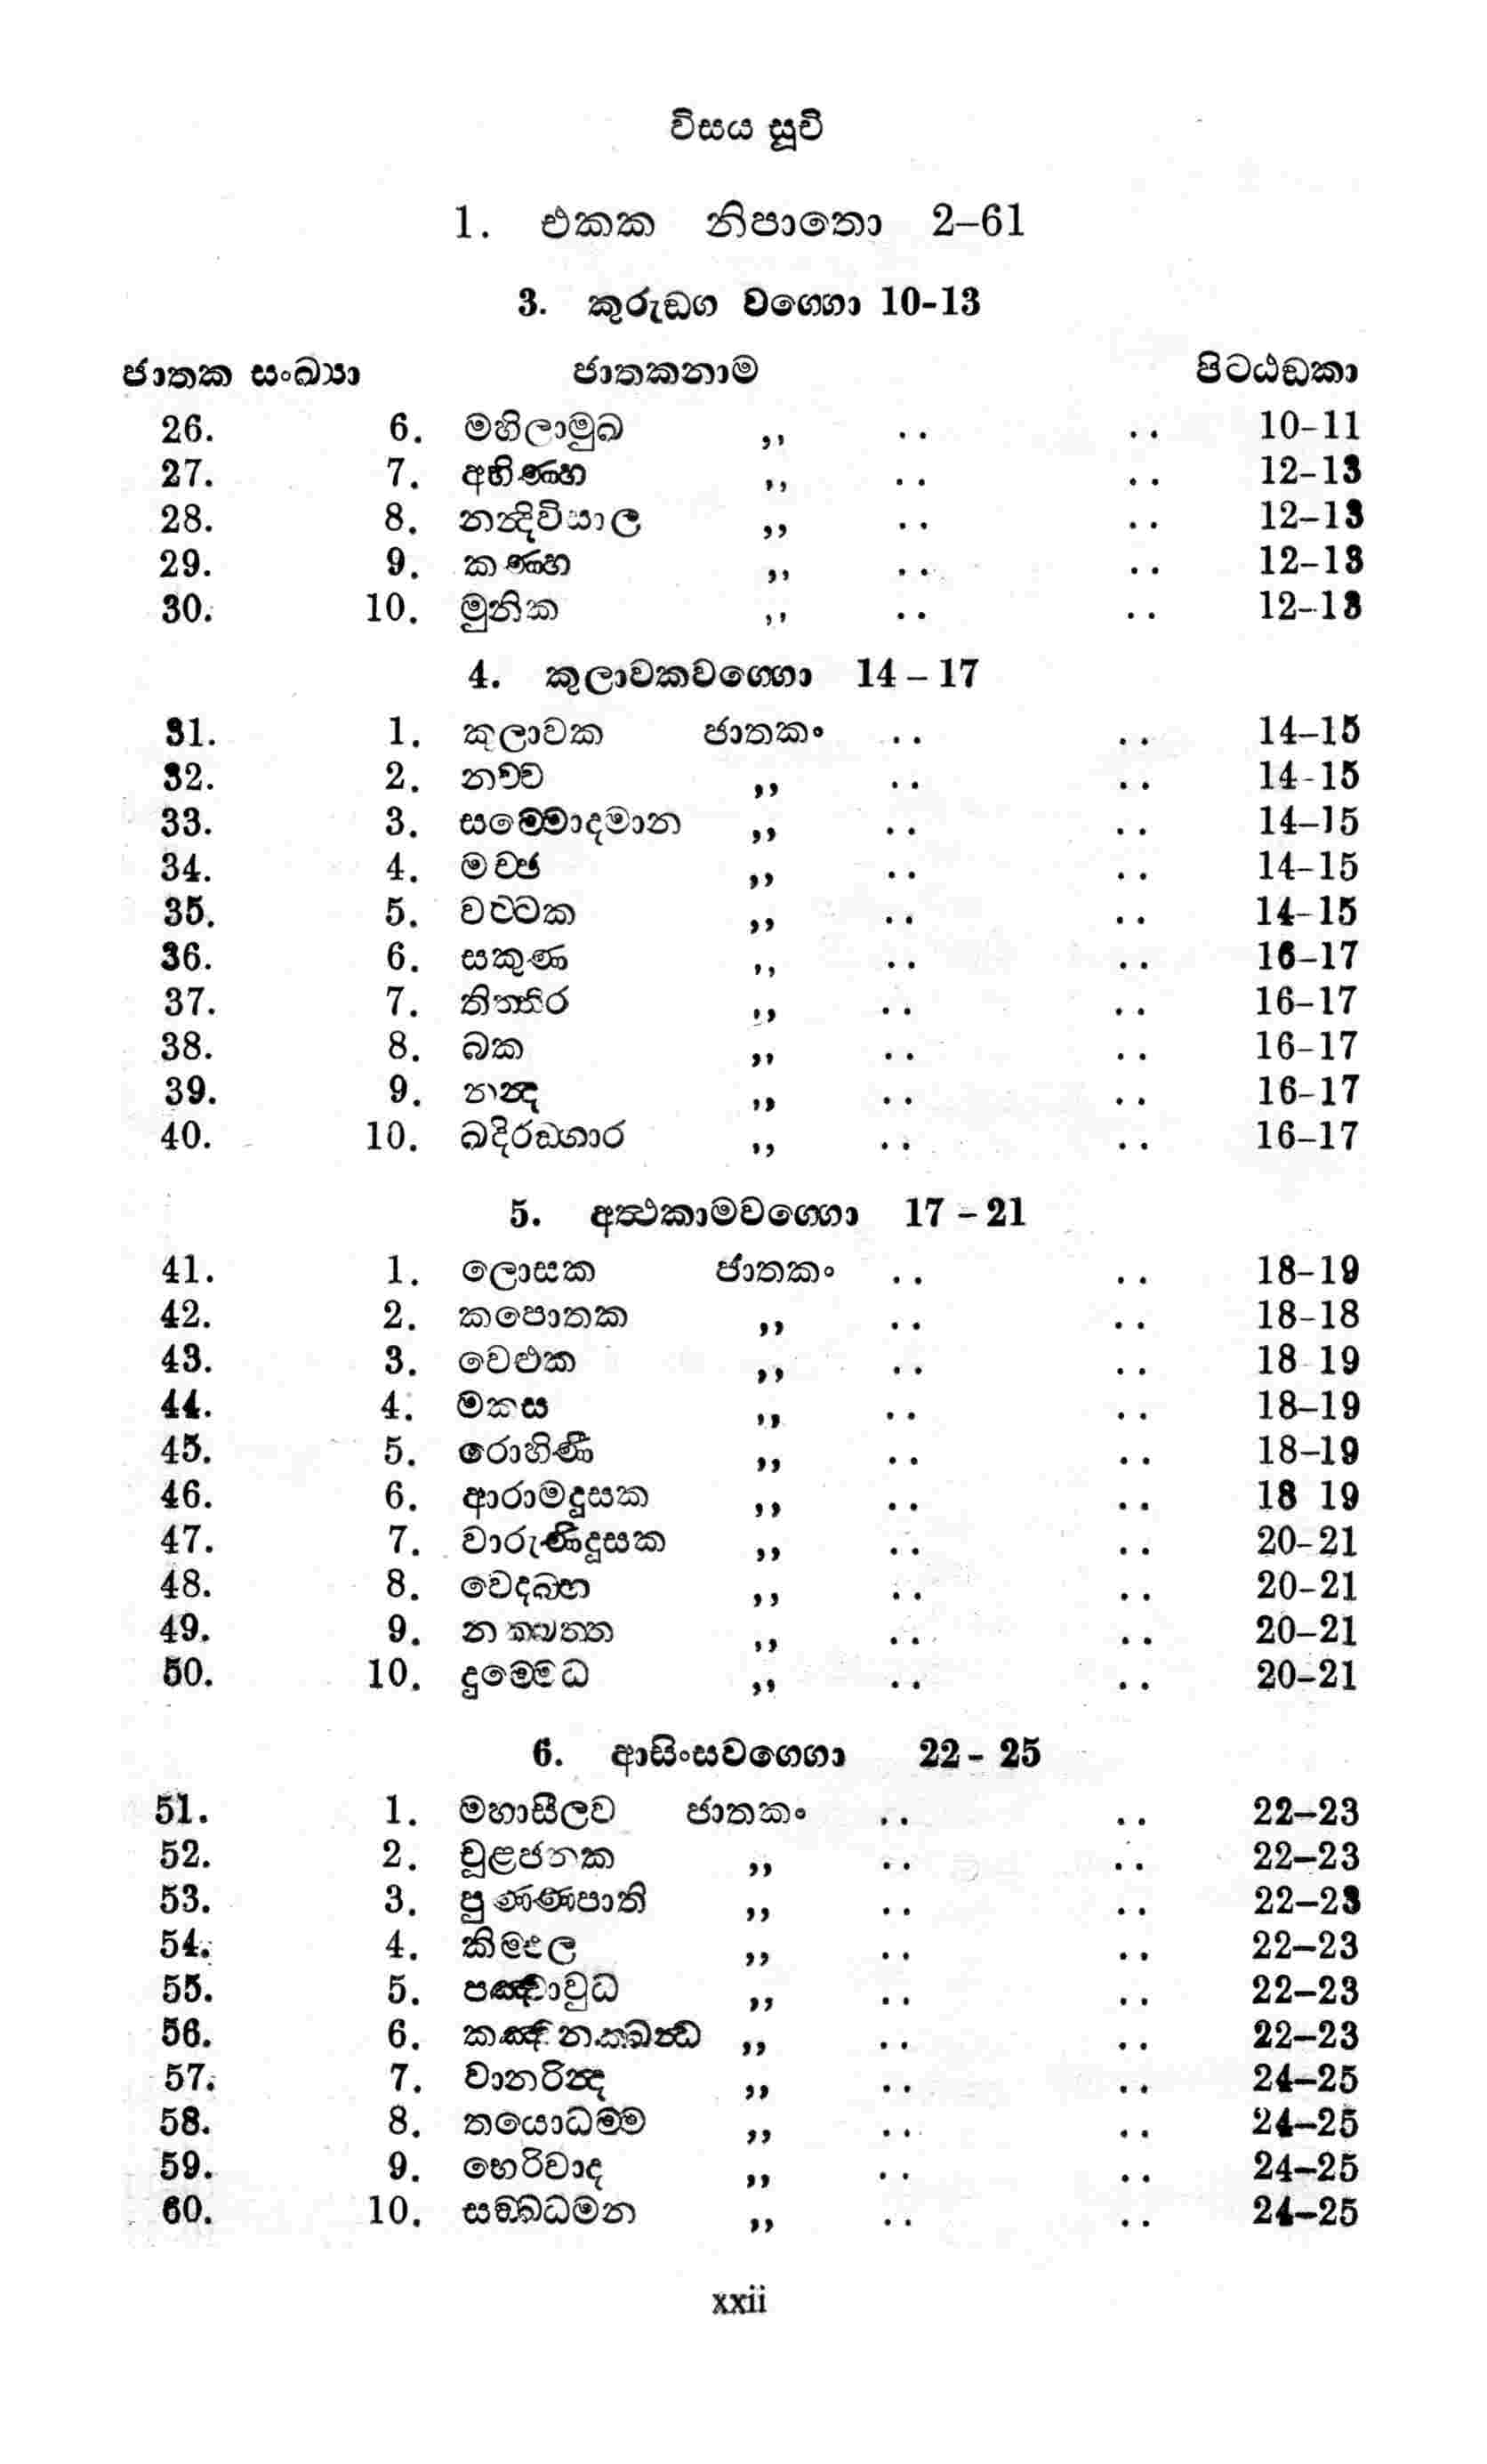 විසය සූචි
1. එකක නිපාතො 2–61
3. කුරුඞග වගෙගා 10-13
ජාතක සංඛ්‍යා ජාතකනාම පිටඨඞකා
26. 6. මහිලාමුඛ ,, .. .. 10-11
27. 7. අභිණ්හ ,, .. .. 12-13
28. 8. නන්‍දිවිසාල ,, .. .. 12–13
29. 9. කණ්හ ,, .. .. 12–13
30. 10. මුනික ,, .. .. 12-13
4. කුලාවකවග්ගො 14 – 17
31. 1. කුලාවක ජාතකං .. .. 14–15
32. 2. නච්ච ,, .. .. 14-15
33. 3. සම්මොදමාන ,, .. .. 14–15
34. 4. මච්ඡ ,, .. .. 14–15
35. 5. වට්ටක ,, .. .. 14-15
36. 6. සකුණ ,, .. .. 16–17
37. 7. තිත්තිර ,, .. .. 16–17
38. 8. බක ,, .. .. 16–17
39. 9. නන්‍ද ,, .. .. 16–17
40. 10. ඛදිරඞ්ගාර ,, .. .. 16–17
5. අත්‍ථකාමවග්ගො 17 – 21
41. 1. ලොසක ජාතකං .. .. 18–19
42. 2. කපොතක ,, .. .. 18-18
43. 3. වෙළුක ,, .. .. 18 19
44. 4. මකස ,, .. .. 18–19
45. 5. රොහිණී ,, .. .. 18–19
46. 6. ආරාමදූසක ,, .. .. 18 19
47. 7. වාරුණිදූසක ,, .. .. 20-21
48. 8. වෙදබ්භ ,, .. .. 20-21
49. 9. නක්ඛත්ත ,, .. .. 20–21
50. 10. දුම්මෙධ ,, .. .. 20–21
6. ආසිංසවගෙගා 22 - 25
51. 1. මහාසීලව ජාතකං .. .. 22–23
52. 2. චූළජනක ,, .. .. 22–23
53. 3. පුණ්ණපාති ,, .. .. 22–23
54. 4. කිම්ඵල ,, .. .. 22–23
55. 5. පඤ්චාවුධ ,, .. .. 22–23
56. 6. කඤ්චනක්ඛන්‍ධ ,, .. .. 22–23
57. 7. වානරින්‍ද ,, .. .. 24–25
58. 8. තයොධම්ම ,, .. .. 24–25
59. 9. භෙරිවාද ,, .. .. 24–25
60. 10. සඞ්ඛධමන ,, .. .. 24–25
xxii